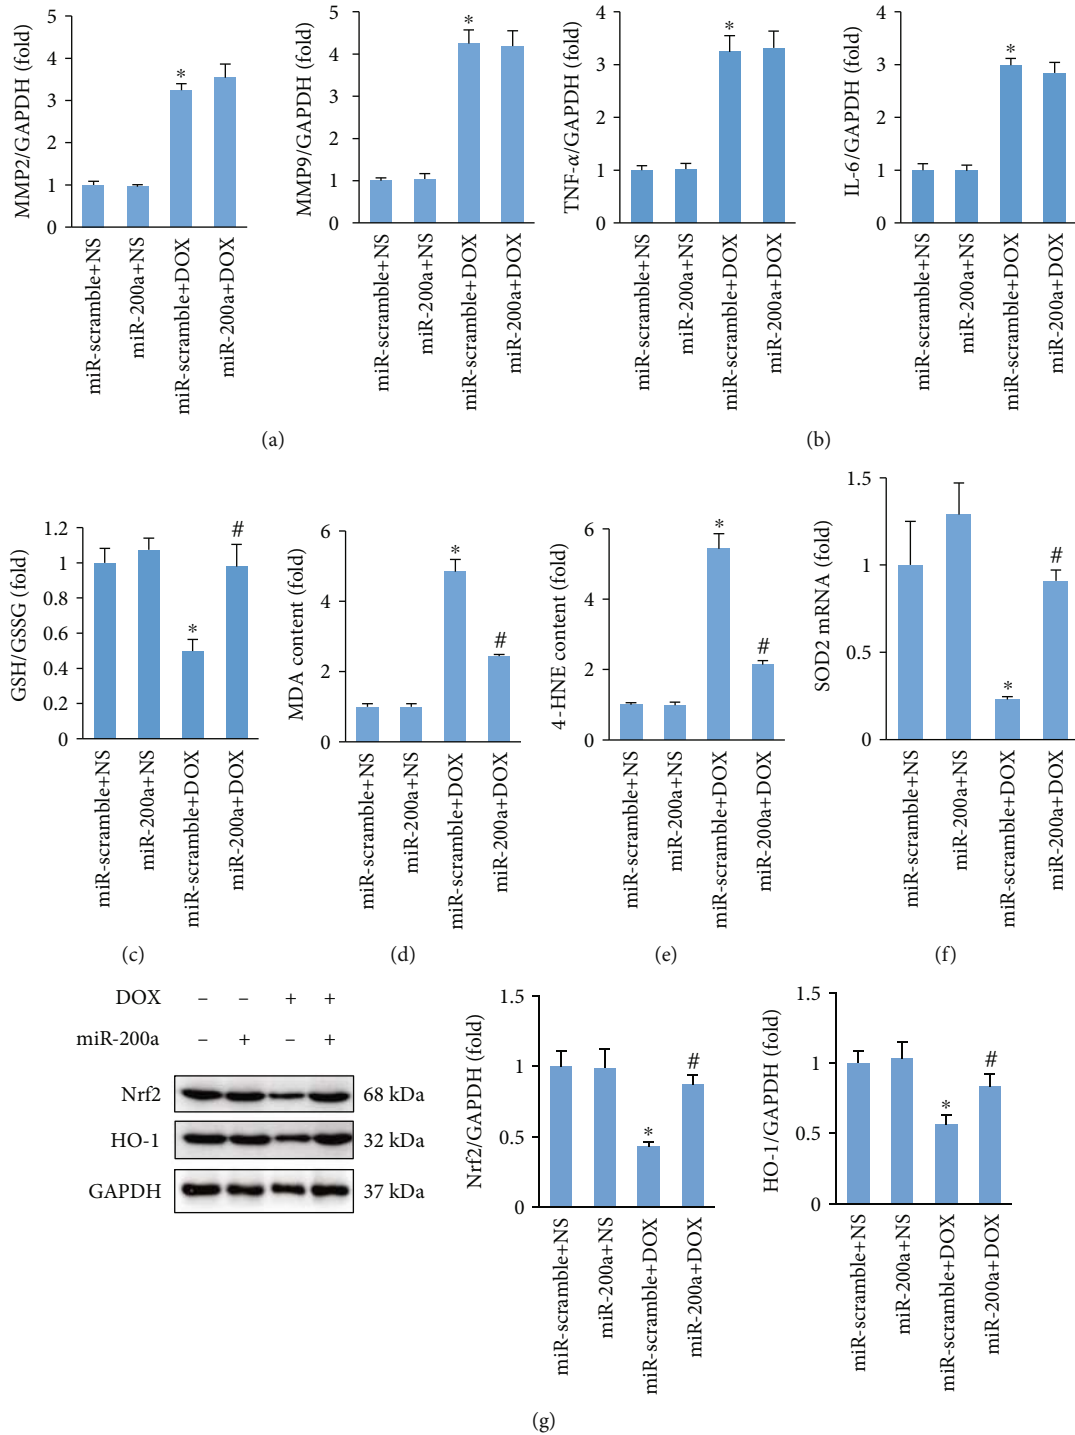 MMP2/GAPDH (fold)
5
4
3
2
1
0
*
miR-scramble+NS
miR-200a+NS
miR-scramble+DOX
miR-200a+DOX
MMP9/GAPDH (fold)
5
4
3
2
1
0
*
miR-scramble+NS
miR-200a+NS
miR-scramble+DOX
miR-200a+DOX
(a)
TNF-α/GAPDH (fold)
4
3
2
1
0
*
miR-scramble+NS
miR-200a+NS
miR-scramble+DOX
miR-200a+DOX
IL-6/GAPDH (fold)
4
3
2
1
0
*
miR-scramble+NS
miR-200a+NS
miR-scramble+DOX
miR-200a+DOX
(b)
GSH/GSSG (fold)
1.2
1
0.8
0.6
0.4
0.2
0
*
#
miR-scramble+NS
miR-200a+NS
miR-scramble+DOX
miR-200a+DOX
(c)
MDA content (fold)
6
4
2
0
*
#
miR-scramble+NS
miR-200a+NS
miR-scramble+DOX
miR-200a+DOX
(d)
4-HNE content (fold)
6
4
2
0
*
#
miR-scramble+NS
miR-200a+NS
miR-scramble+DOX
miR-200a+DOX
(e)
SOD2 mRNA (fold)
1.5
1
0.5
0
*
#
miR-scramble+NS
miR-200a+NS
miR-scramble+DOX
miR-200a+DOX
(f)
DOX – – + +
miR-200a – + – +
Nrf2 68 kDa
HO-1 32 kDa
GAPDH 37 kDa
Nrf2/GAPDH (fold)
1.5
1
0.5
0
*
#
miR-scramble+NS
miR-200a+NS
miR-scramble+DOX
miR-200a+DOX
HO-1/GAPDH (fold)
1.5
1
0.5
0
*
#
miR-scramble+NS
miR-200a+NS
miR-scramble+DOX
miR-200a+DOX
(g)